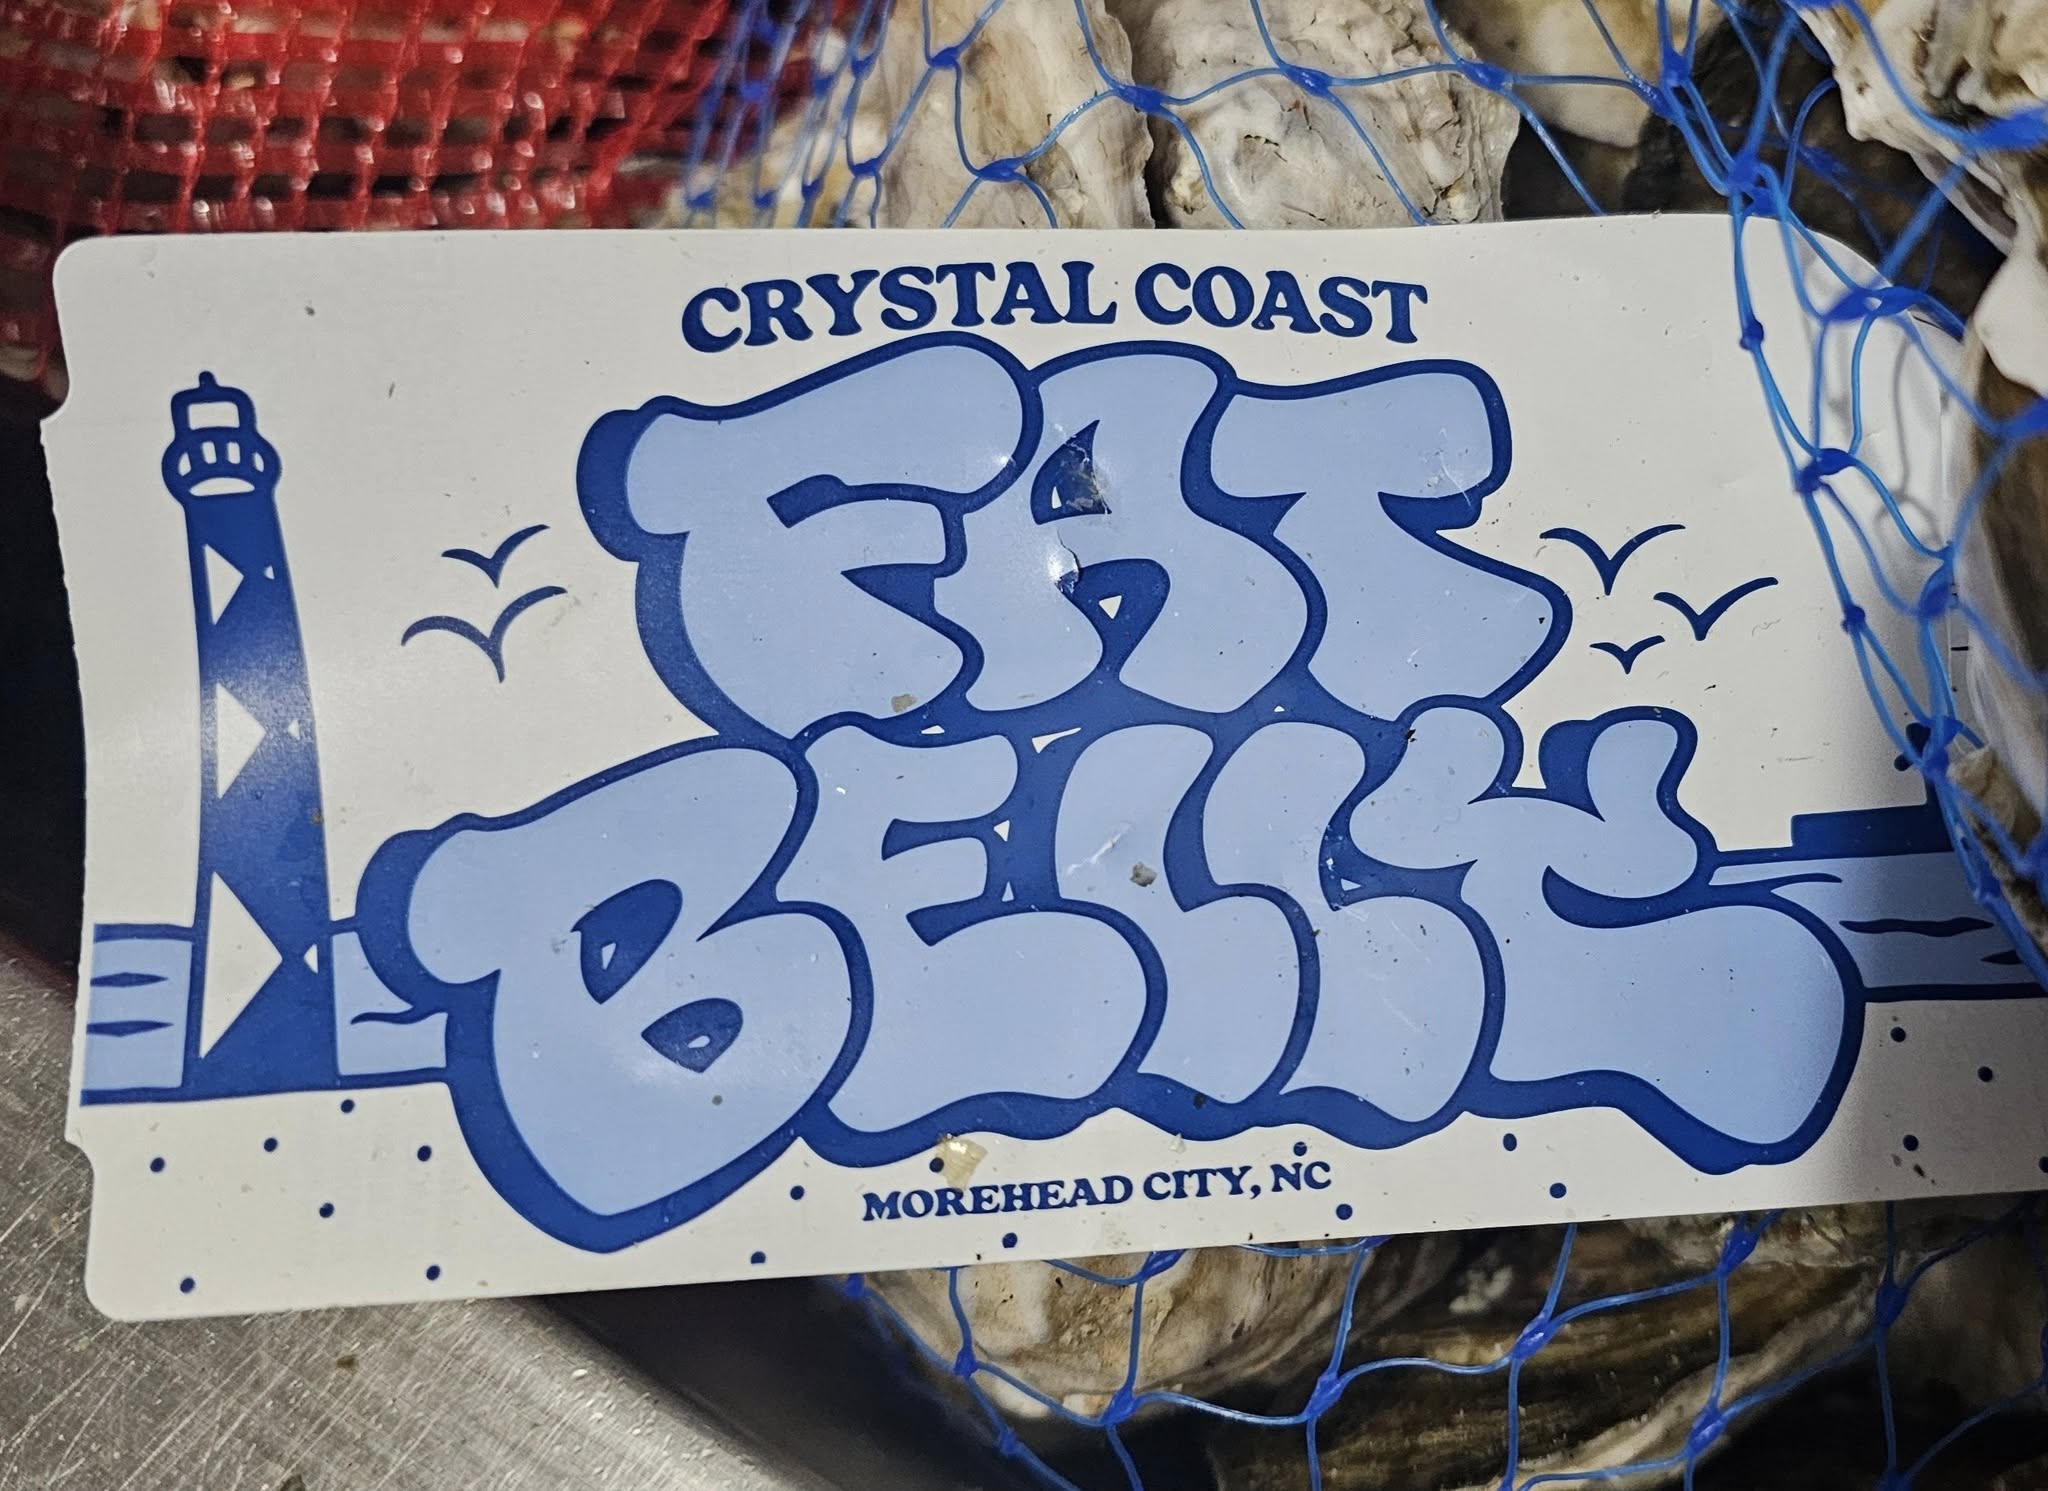 CRYSTAL COAST
FAT
BELLY
MOREHEAD CITY, NC